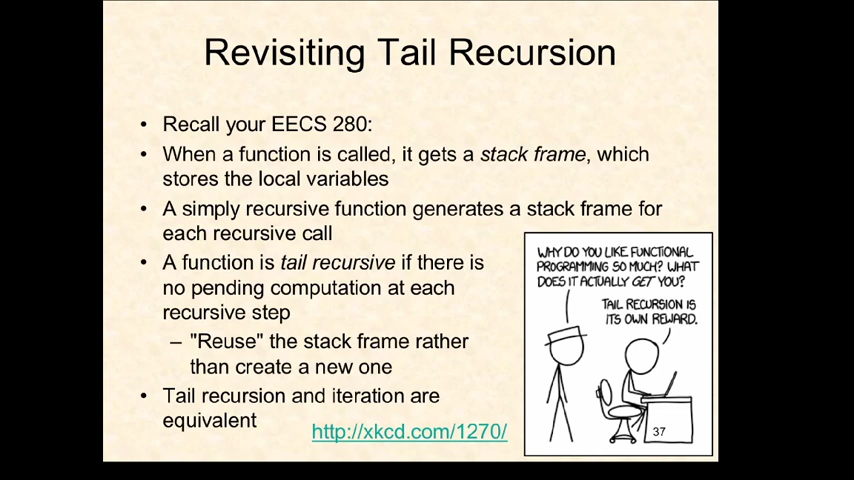 Revisiting Tail Recursion
• Recall your EECS 280:
• When a function is called, it gets a stack frame, which
stores the local variables
• A simply recursive function generates a stack frame for
each recursive call
• A function is tail recursive if there is
no pending computation at each
recursive step
– "Reuse" the stack frame rather
than create a new one
• Tail recursion and iteration are
equivalent
http://xkcd.com/1270/
WHY DO YOU LIKE FUNCTIONAL
PROGRAMMING SO MUCH? WHAT
DOES IT ACTUALLY GET YOU?
TAIL RECURSION IS
ITS OWN REWARD.
37